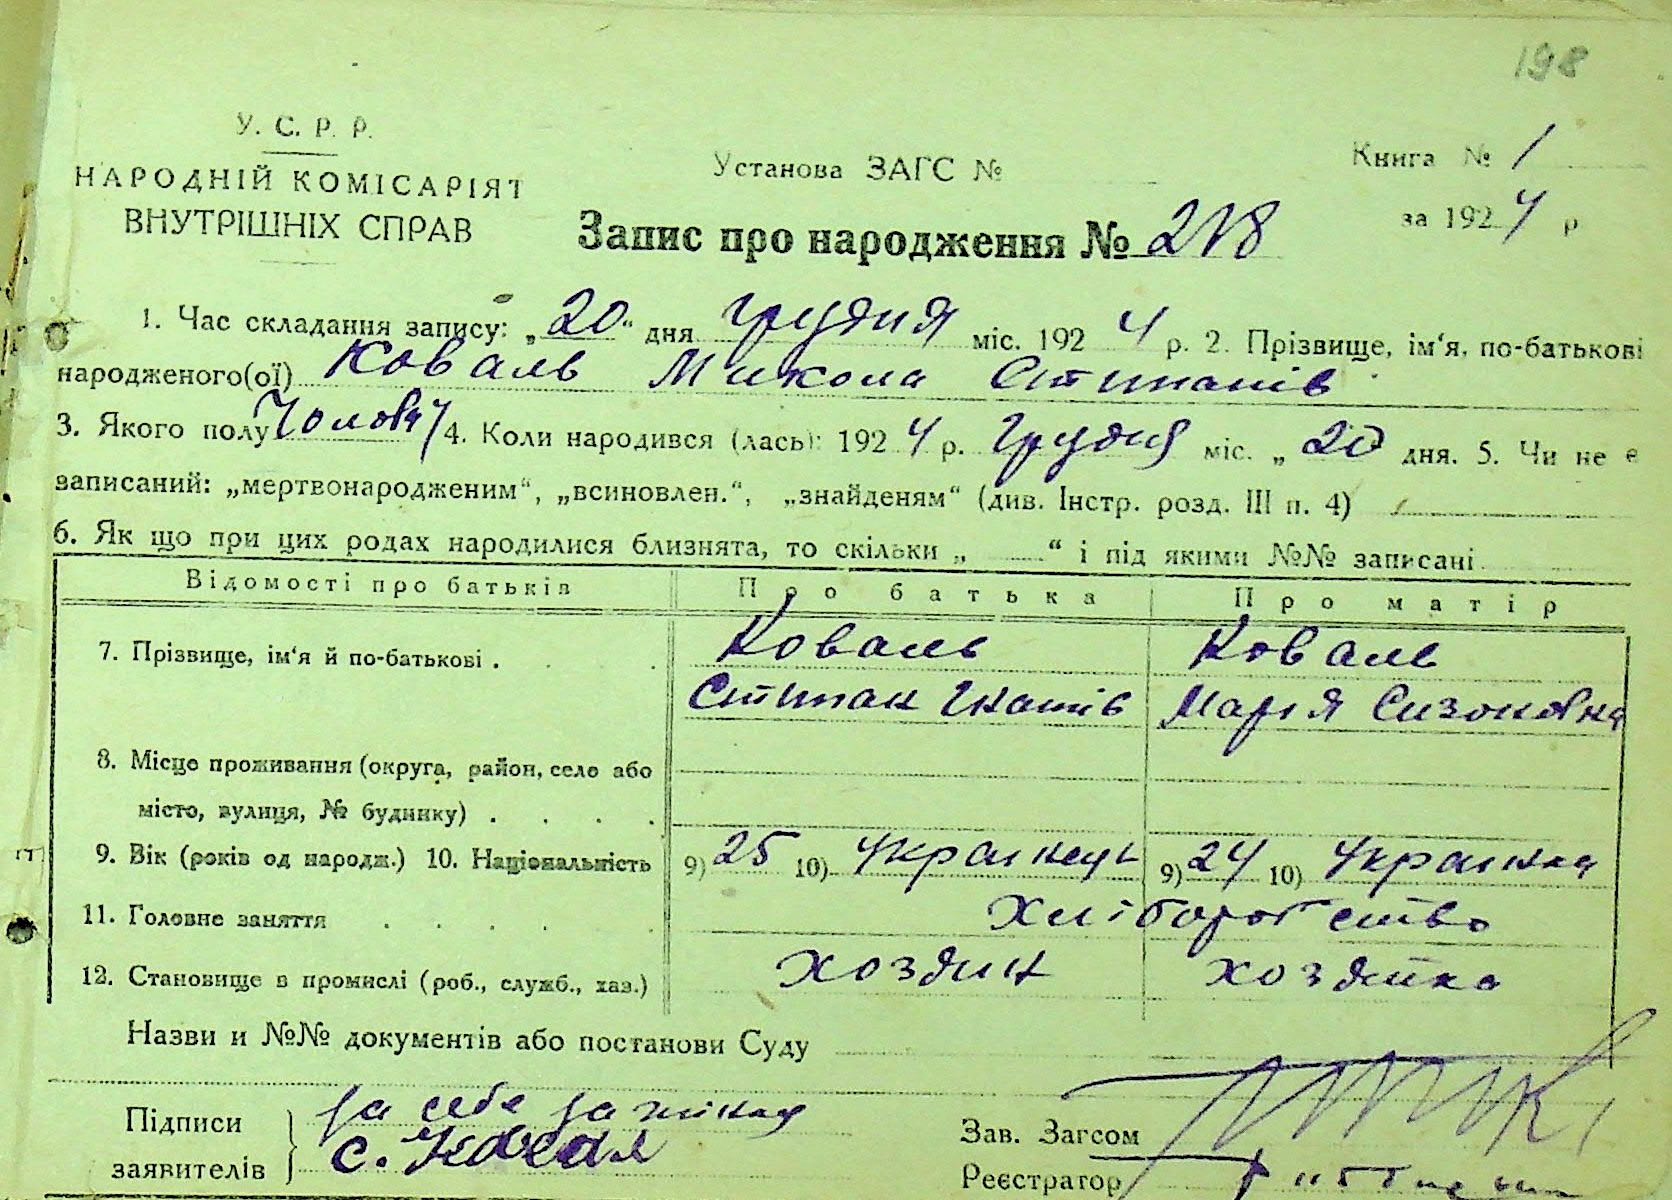 198
У. С. Р. Р.
НАРОДНІЙ КОМІСАРІЯТ
ВНУТРІШНІХ СПРАВ
Установа ЗАГС №
Книга № 1
за 1924 р
Запис про народження № 218
1. Час складання запису: „20“ дня грудня міс. 1924 р. 2. Прізвище, ім‘я, по-батькові
народженого(ої) Коваль Микола Степанів
3. Якого полу Чолов 4. Коли народився (лась): 1924 р. Грудня міс. „20 дня. 5. Чи не є
записаний: „мертвонародженим“, „всиновлен.“, „знайденям“ (див. Інстр. розд. III п. 4)
6. Як що при цих родах народилися близнята, то скільки „ “ і під якими №№ записані
Відомості про батьків Про батька Про матір
7. Прізвище, ім‘я й по-батькові . Коваль Коваль
Степан Гнатів Марія Сизоновна
8. Місце проживання (округа, район, село або
місто, вулиця, № будинку) . . . .
9. Вік (років од народж.) 10. Національність 9) 25 10) Українець 9) 24 10) Українка
11. Головне заняття . . . . . Хліборобство
12. Становище в промислі (роб., служб., хаз.) хозяин хозяйка
Назви и №№ документів або постанови Суду
Підписи за себе за жінку
заявителів с. Коваль
Зав. Загсом
Реєстратор